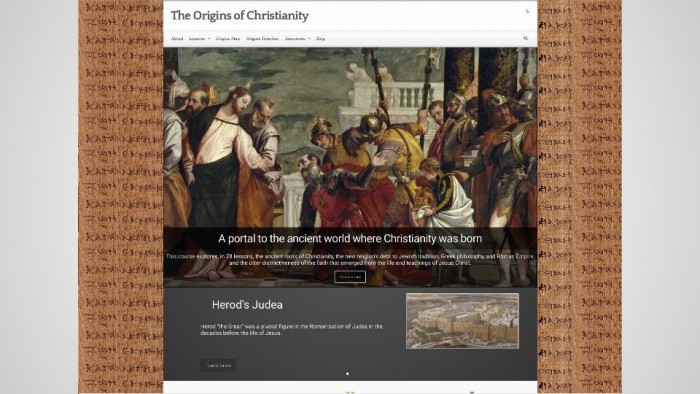 The Origins of Christianity
About Lessons Origins Map Origins Timeline Resources Blog
A portal to the ancient world where Christianity was born
This course explores, in 28 lessons, the ancient roots of Christianity, the new religion's debt to Jewish tradition, Greek philosophy, and Roman Empire,
and the utter distinctiveness of the faith that emerged from the life and teachings of Jesus Christ.
Herod's Judea
Herod "the Great" was a pivotal figure in the Romanization of Judea in the
decades before the life of Jesus.
Learn more